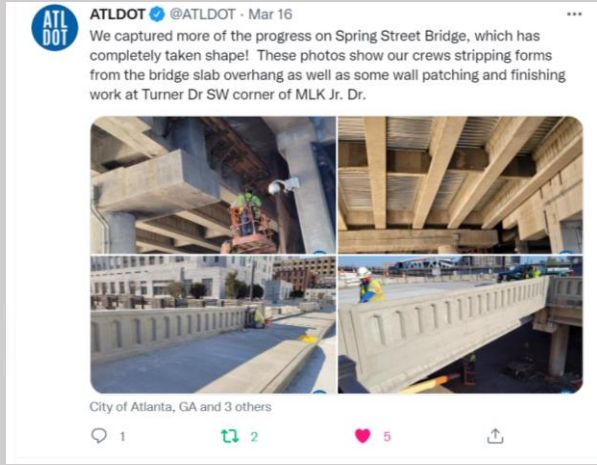 ATL
DOT
ATLDOT @ATLDOT · Mar 16
We captured more of the progress on Spring Street Bridge, which has
completely taken shape!  These photos show our crews stripping forms
from the bridge slab overhang as well as some wall patching and finishing
work at Turner Dr SW corner of MLK Jr. Dr.
City of Atlanta, GA and 3 others
1
2
5